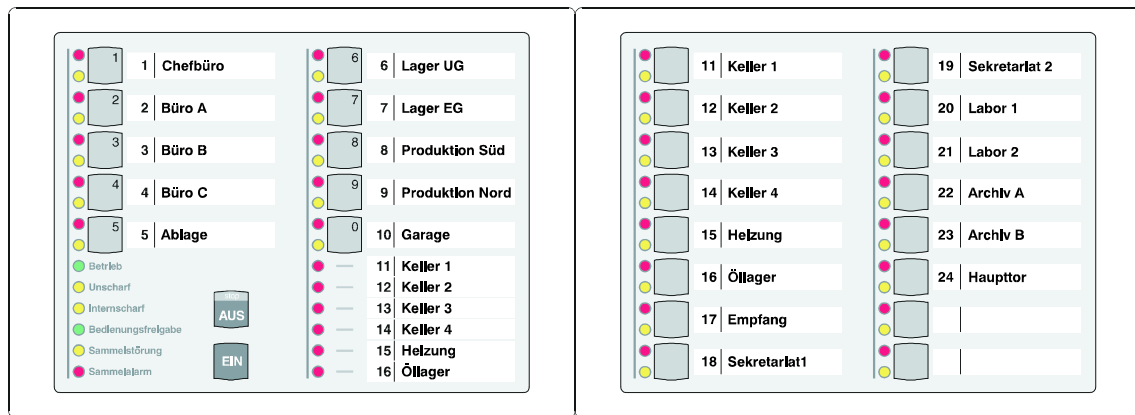 1
1 Chefbüro
2
2 Büro A
3
3 Büro B
4
4 Büro C
5
5 Ablage
Betrieb
Unscharf
Internscharf
Bedienungsfreigabe
Sammelstörung
Sammelalarm
stop
AUS
EIN
6
6 Lager UG
7
7 Lager EG
8
8 Produktion Süd
9
9 Produktion Nord
0
10 Garage
11 Keller 1
12 Keller 2
13 Keller 3
14 Keller 4
15 Heizung
16 Öllager
11 Keller 1
12 Keller 2
13 Keller 3
14 Keller 4
15 Heizung
16 Öllager
17 Empfang
18 Sekretariat1
19 Sekretariat 2
20 Labor 1
21 Labor 2
22 Archiv A
23 Archiv B
24 Haupttor